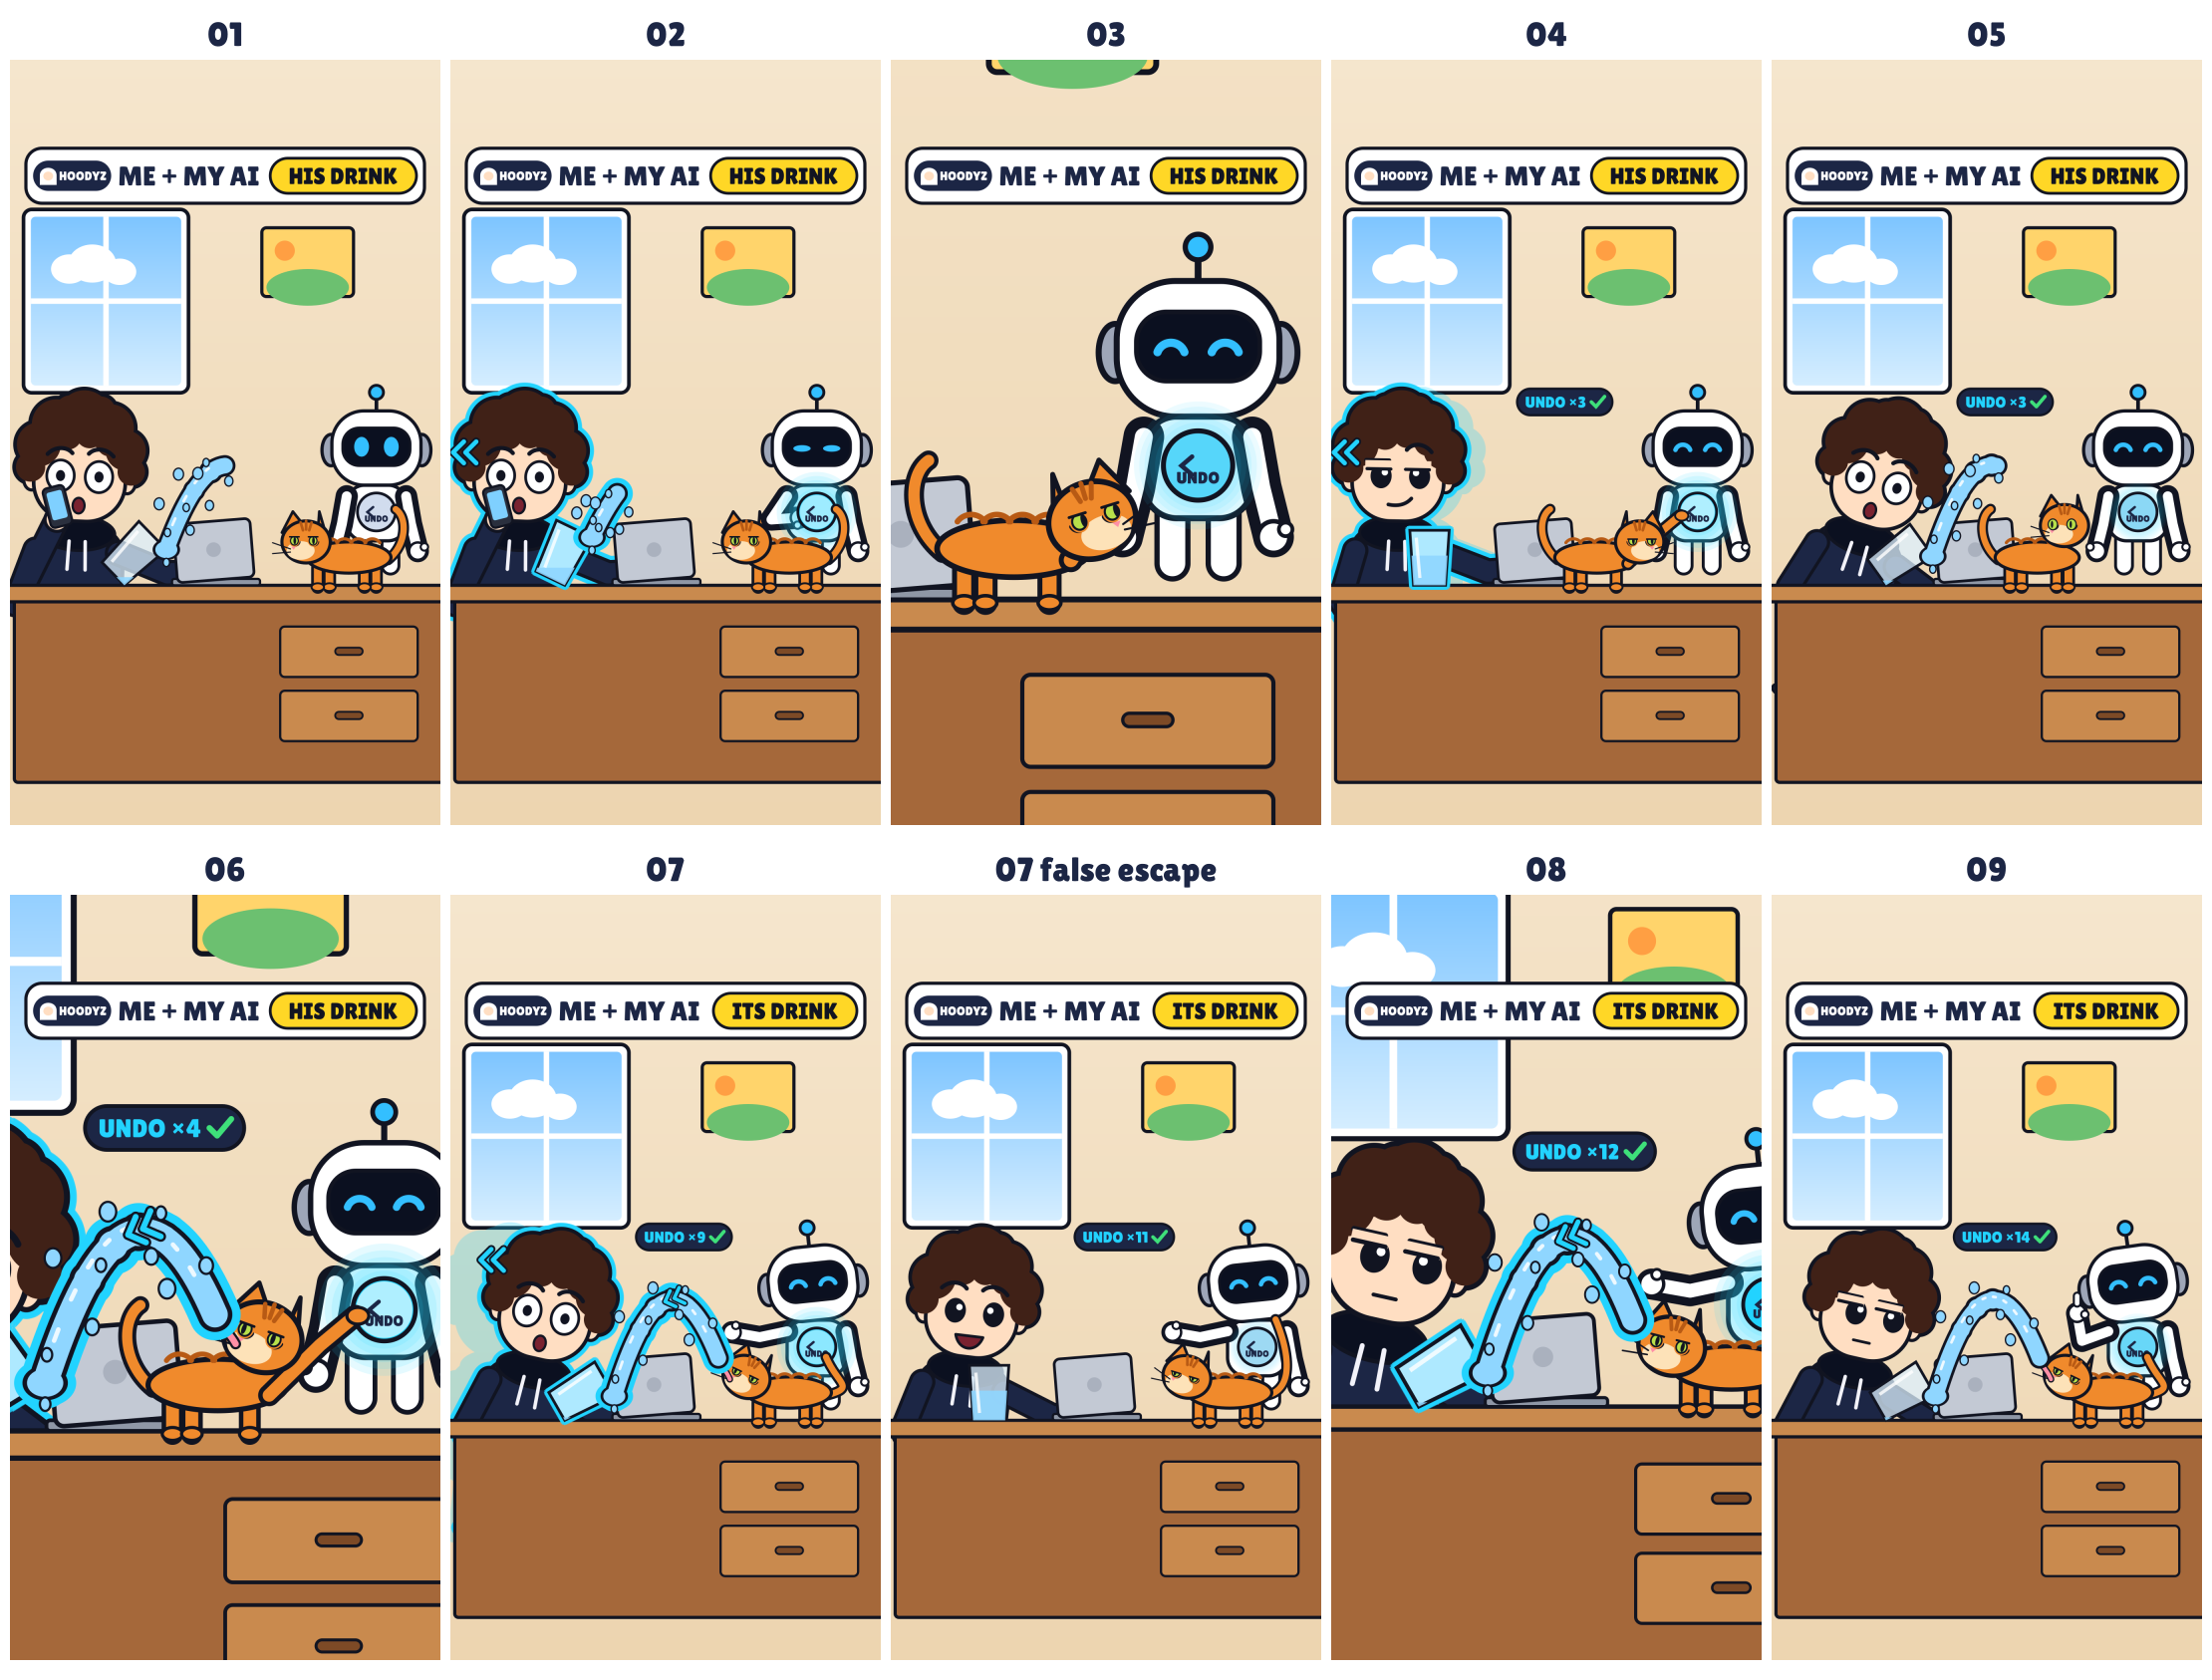 01
HOODYZ ME + MY AI HIS DRINK
UNDO
02
HOODYZ ME + MY AI HIS DRINK
UNDO
03
HOODYZ ME + MY AI HIS DRINK
UNDO
04
HOODYZ ME + MY AI HIS DRINK
UNDO ×3
UNDO
05
HOODYZ ME + MY AI HIS DRINK
UNDO ×3
UNDO
06
HOODYZ ME + MY AI HIS DRINK
UNDO ×4
UNDO
07
HOODYZ ME + MY AI ITS DRINK
UNDO ×9
UNDO
07 false escape
HOODYZ ME + MY AI ITS DRINK
UNDO ×11
UNDO
08
HOODYZ ME + MY AI ITS DRINK
UNDO ×12
09
HOODYZ ME + MY AI ITS DRINK
UNDO ×14
UNDO